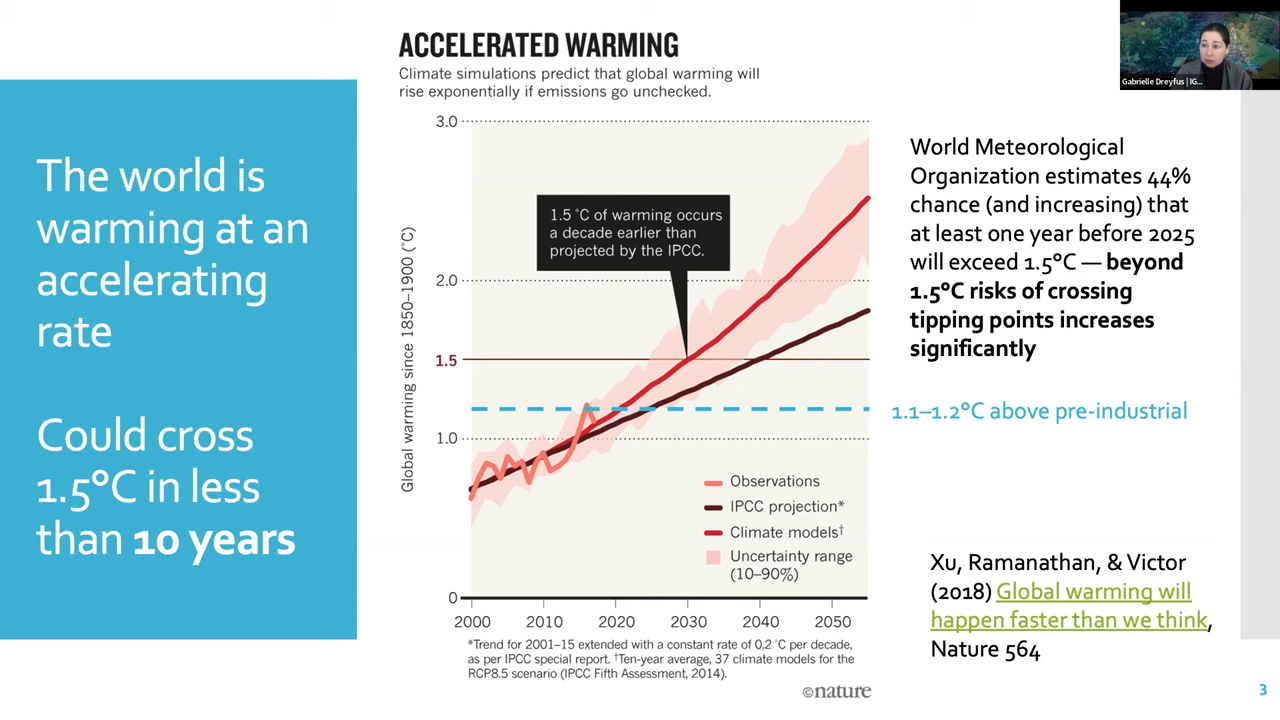 The world is
warming at an
accelerating
rate
Could cross
1.5°C in less
than 10 years
ACCELERATED WARMING
Climate simulations predict that global warming will
rise exponentially if emissions go unchecked.
Global warming since 1850–1900 (°C)
3.0
2.0
1.5
1.0
0
1.5 °C of warming occurs
a decade earlier than
projected by the IPCC.
Observations
IPCC projection*
Climate models†
Uncertainty range
(10–90%)
2000 2010 2020 2030 2040 2050
*Trend for 2001–15 extended with a constant rate of 0.2 °C per decade,
as per IPCC special report. †Ten-year average, 37 climate models for the
RCP8.5 scenario (IPCC Fifth Assessment, 2014).
©nature
Gabrielle Dreyfus | IG...
World Meteorological
Organization estimates 44%
chance (and increasing) that
at least one year before 2025
will exceed 1.5°C — beyond
1.5°C risks of crossing
tipping points increases
significantly
1.1–1.2°C above pre-industrial
Xu, Ramanathan, & Victor
(2018) Global warming will
happen faster than we think,
Nature 564
3